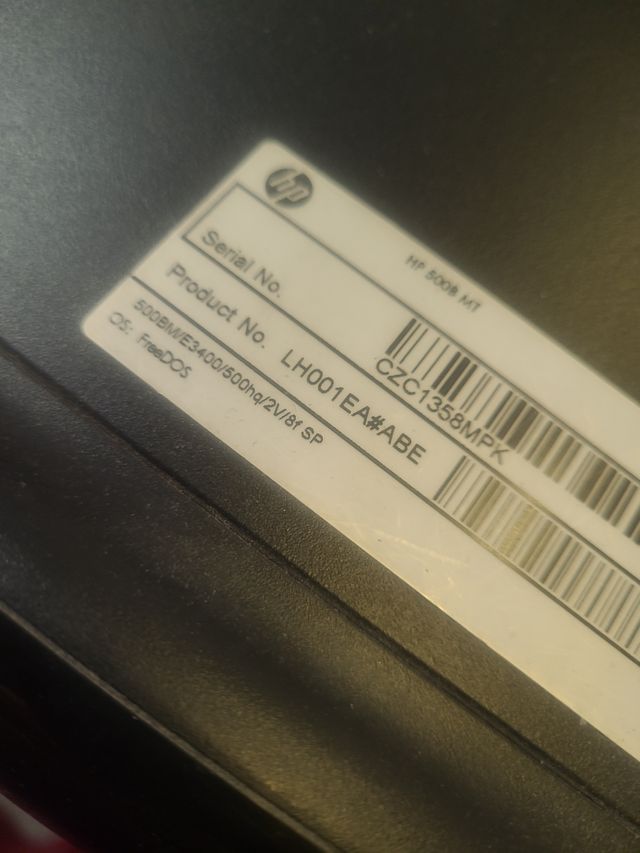 hp
HP 500B MT
Serial No.
CZC1358MPK
Product No. LH001EA#ABE
500BM/E3400/500hq/2V/8f SP
OS: FreeDOS